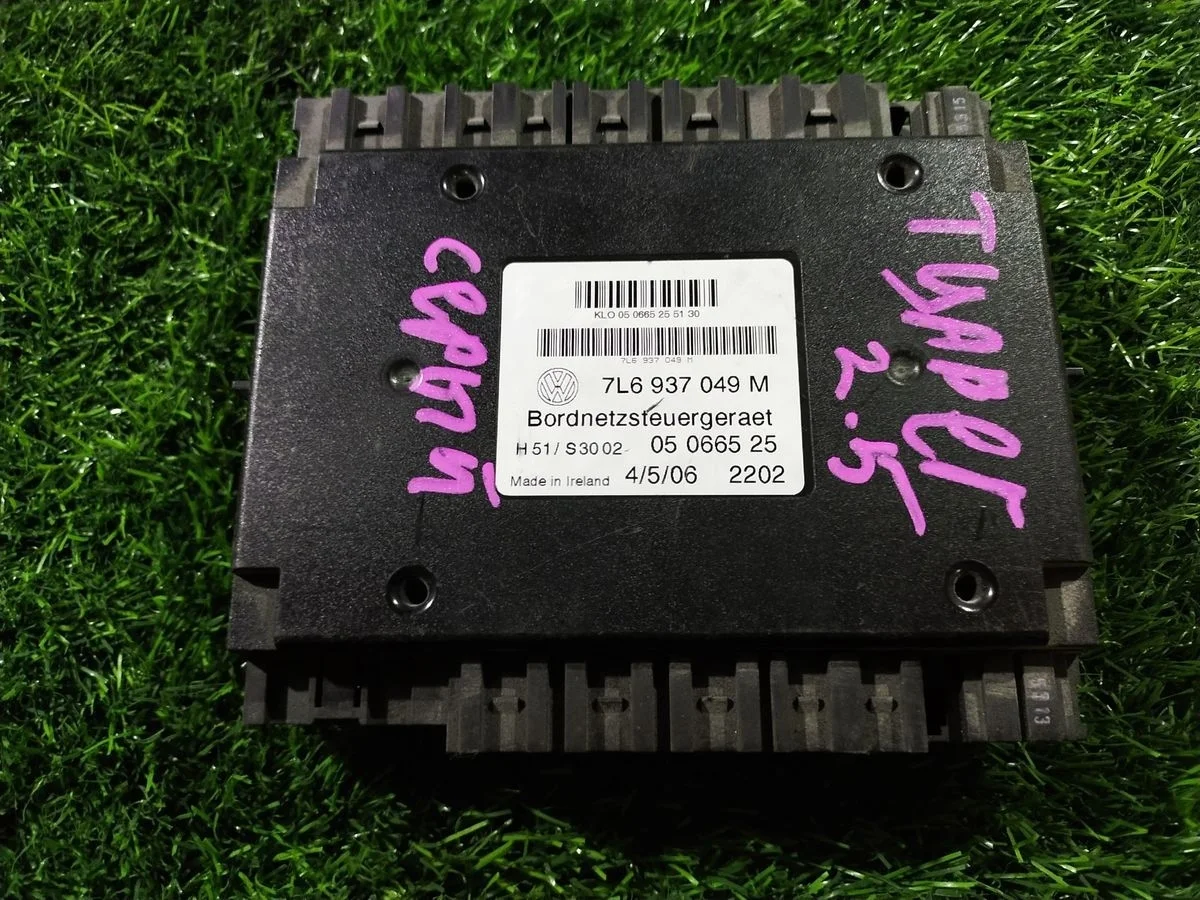 KLO 05 0665 25 51 30
7L6 937 049 M
7L6 937 049 M
Bordnetzsteuergeraet
H 51 / S 30 02 05 0665 25
Made in Ireland 4/5/06 2202
серый
Туарег
2.5